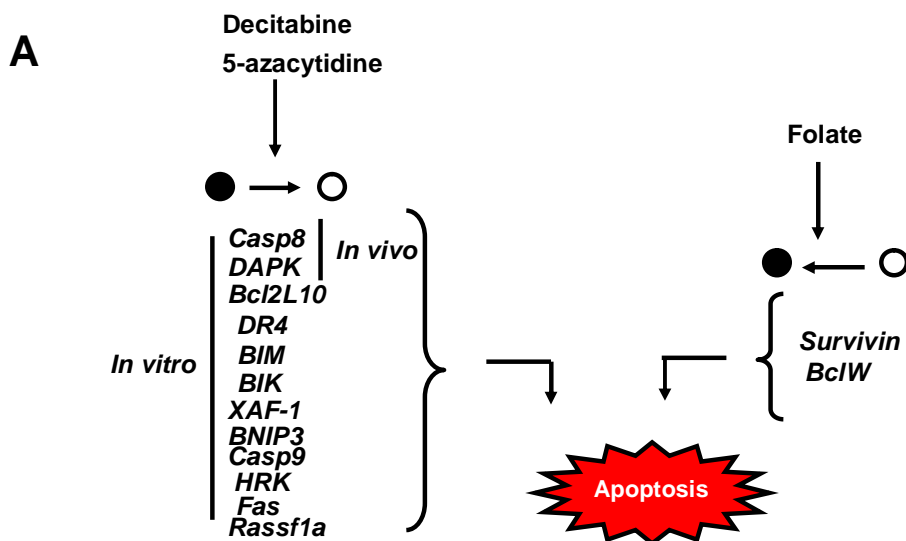 A
Decitabine
5-azacytidine
Folate
Casp8
DAPK
Bcl2L10
DR4
BIM
BIK
XAF-1
BNIP3
Casp9
HRK
Fas
Rassf1a
In vivo
In vitro
Survivin
BclW
Apoptosis